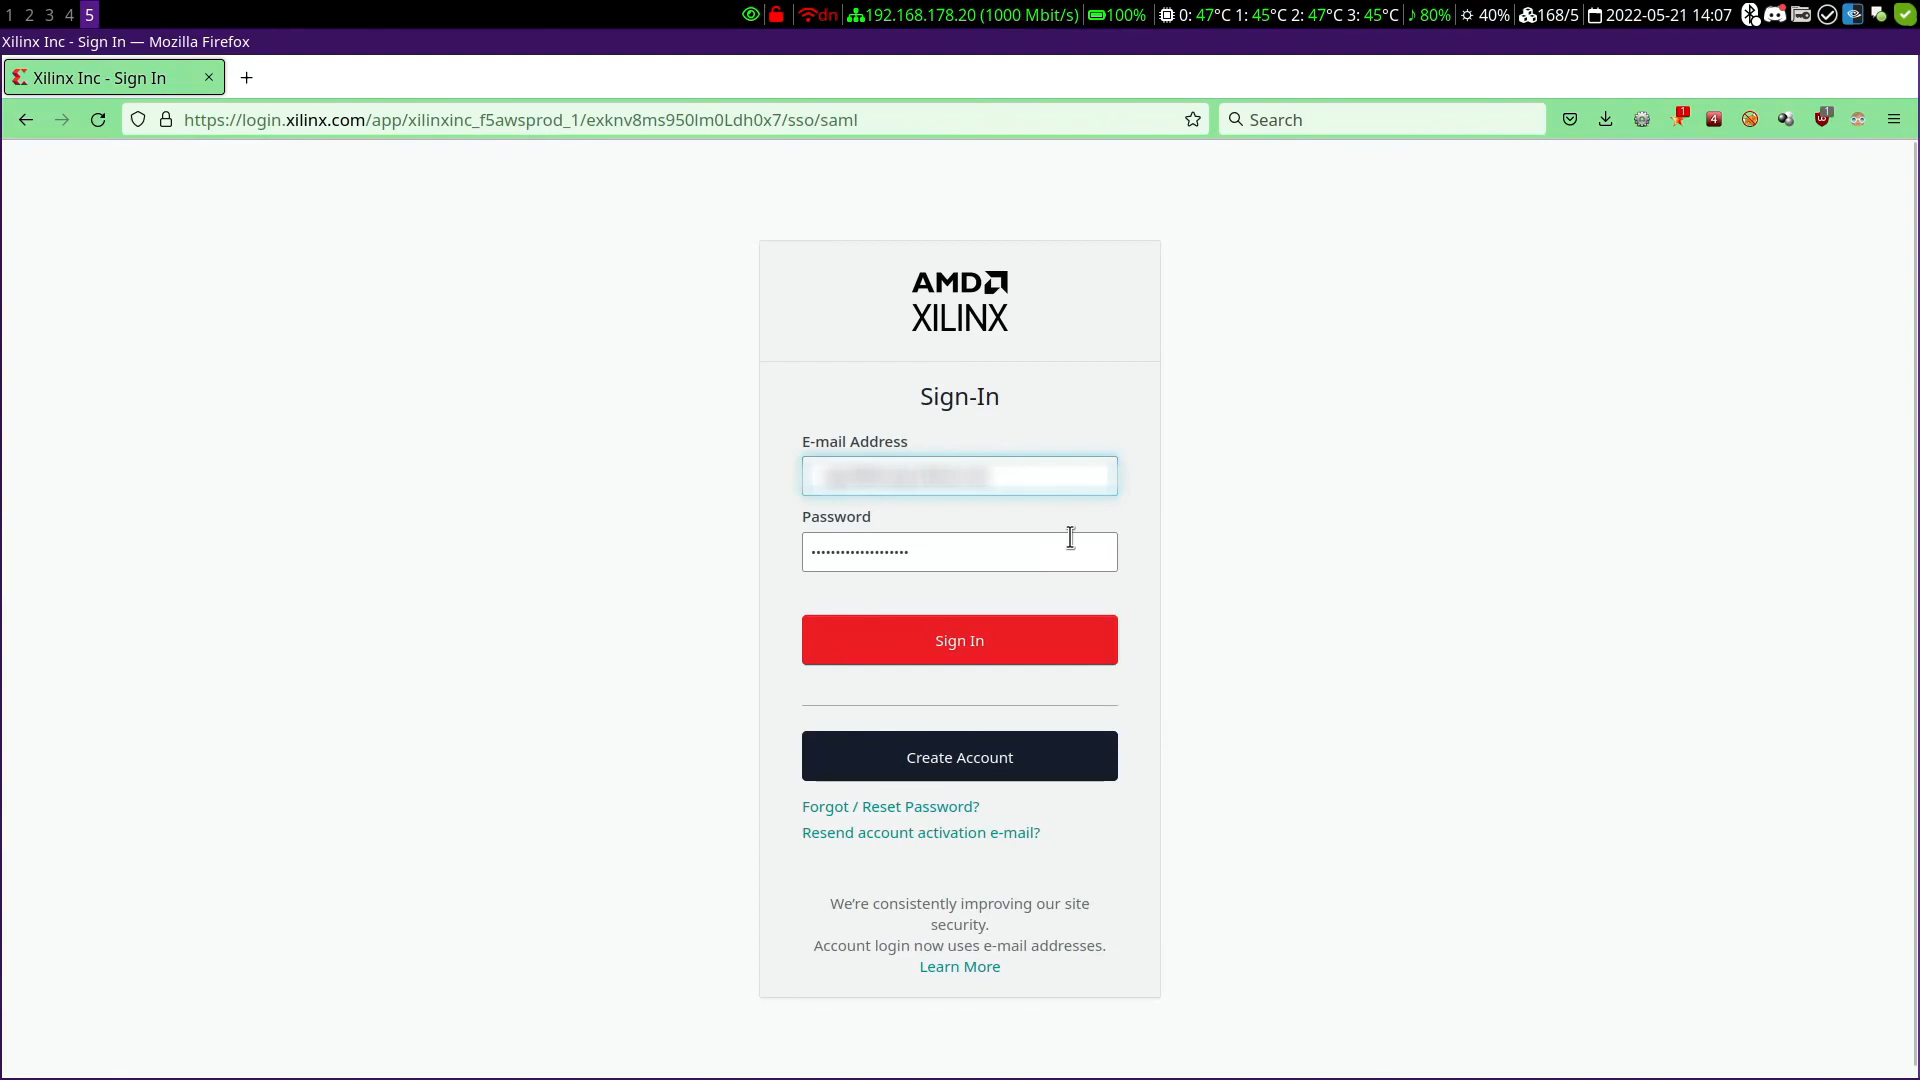 1 2 3 4 5
dn 192.168.178.20 (1000 Mbit/s) 100% 0: 47°C 1: 45°C 2: 47°C 3: 45°C 80% 40% 168/5 2022-05-21 14:07
Xilinx Inc - Sign In — Mozilla Firefox
Xilinx Inc - Sign In
https://login.xilinx.com/app/xilinxinc_f5awsprod_1/exknv8ms950lm0Ldh0x7/sso/saml
Search
1
4
1
AMD
XILINX
Sign-In
E-mail Address
Password
••••••••••••••••••••
Sign In
Create Account
Forgot / Reset Password?
Resend account activation e-mail?
We’re consistently improving our site
security.
Account login now uses e-mail addresses.
Learn More